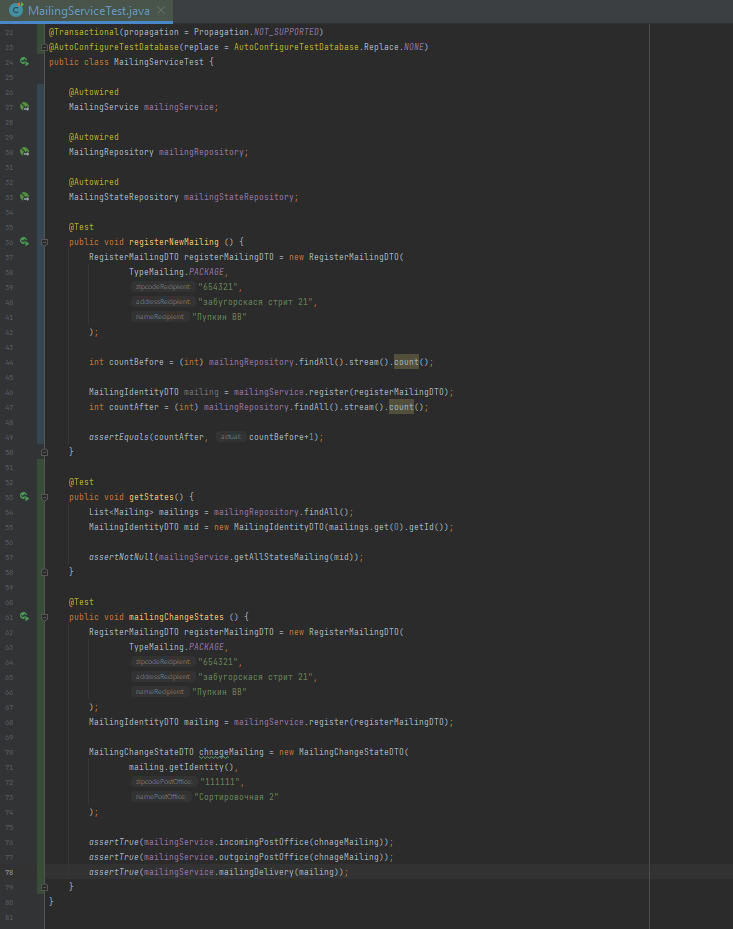 MailingServiceTest.java
22 @Transactional(propagation = Propagation.NOT_SUPPORTED)
23 @AutoConfigureTestDatabase(replace = AutoConfigureTestDatabase.Replace.NONE)
24 public class MailingServiceTest {
25
26 @Autowired
27 MailingService mailingService;
28
29 @Autowired
30 MailingRepository mailingRepository;
31
32 @Autowired
33 MailingStateRepository mailingStateRepository;
34
35 @Test
36 public void registerNewMailing () {
37 RegisterMailingDTO registerMailingDTO = new RegisterMailingDTO(
38 TypeMailing.PACKAGE,
39 zipcodeRecipient: "654321",
40 addressRecipient: "забугорскася стрит 21",
41 nameRecipient: "Пупкин ВВ"
42 );
43
44 int countBefore = (int) mailingRepository.findAll().stream().count();
45
46 MailingIdentityDTO mailing = mailingService.register(registerMailingDTO);
47 int countAfter = (int) mailingRepository.findAll().stream().count();
48
49 assertEquals(countAfter, actual: countBefore+1);
50 }
51
52 @Test
53 public void getStates() {
54 List<Mailing> mailings = mailingRepository.findAll();
55 MailingIdentityDTO mid = new MailingIdentityDTO(mailings.get(0).getId());
56
57 assertNotNull(mailingService.getAllStatesMailing(mid));
58 }
59
60 @Test
61 public void mailingChangeStates () {
62 RegisterMailingDTO registerMailingDTO = new RegisterMailingDTO(
63 TypeMailing.PACKAGE,
64 zipcodeRecipient: "654321",
65 addressRecipient: "забугорскася стрит 21",
66 nameRecipient: "Пупкин ВВ"
67 );
68 MailingIdentityDTO mailing = mailingService.register(registerMailingDTO);
69
70 MailingChangeStateDTO chnageMailing = new MailingChangeStateDTO(
71 mailing.getIdentity(),
72 zipcodePostOffice: "111111",
73 namePostOffice: "Сортировочная 2"
74 );
75
76 assertTrue(mailingService.incomingPostOffice(chnageMailing));
77 assertTrue(mailingService.outgoingPostOffice(chnageMailing));
78 assertTrue(mailingService.mailingDelivery(mailing));
79 }
80 }
81